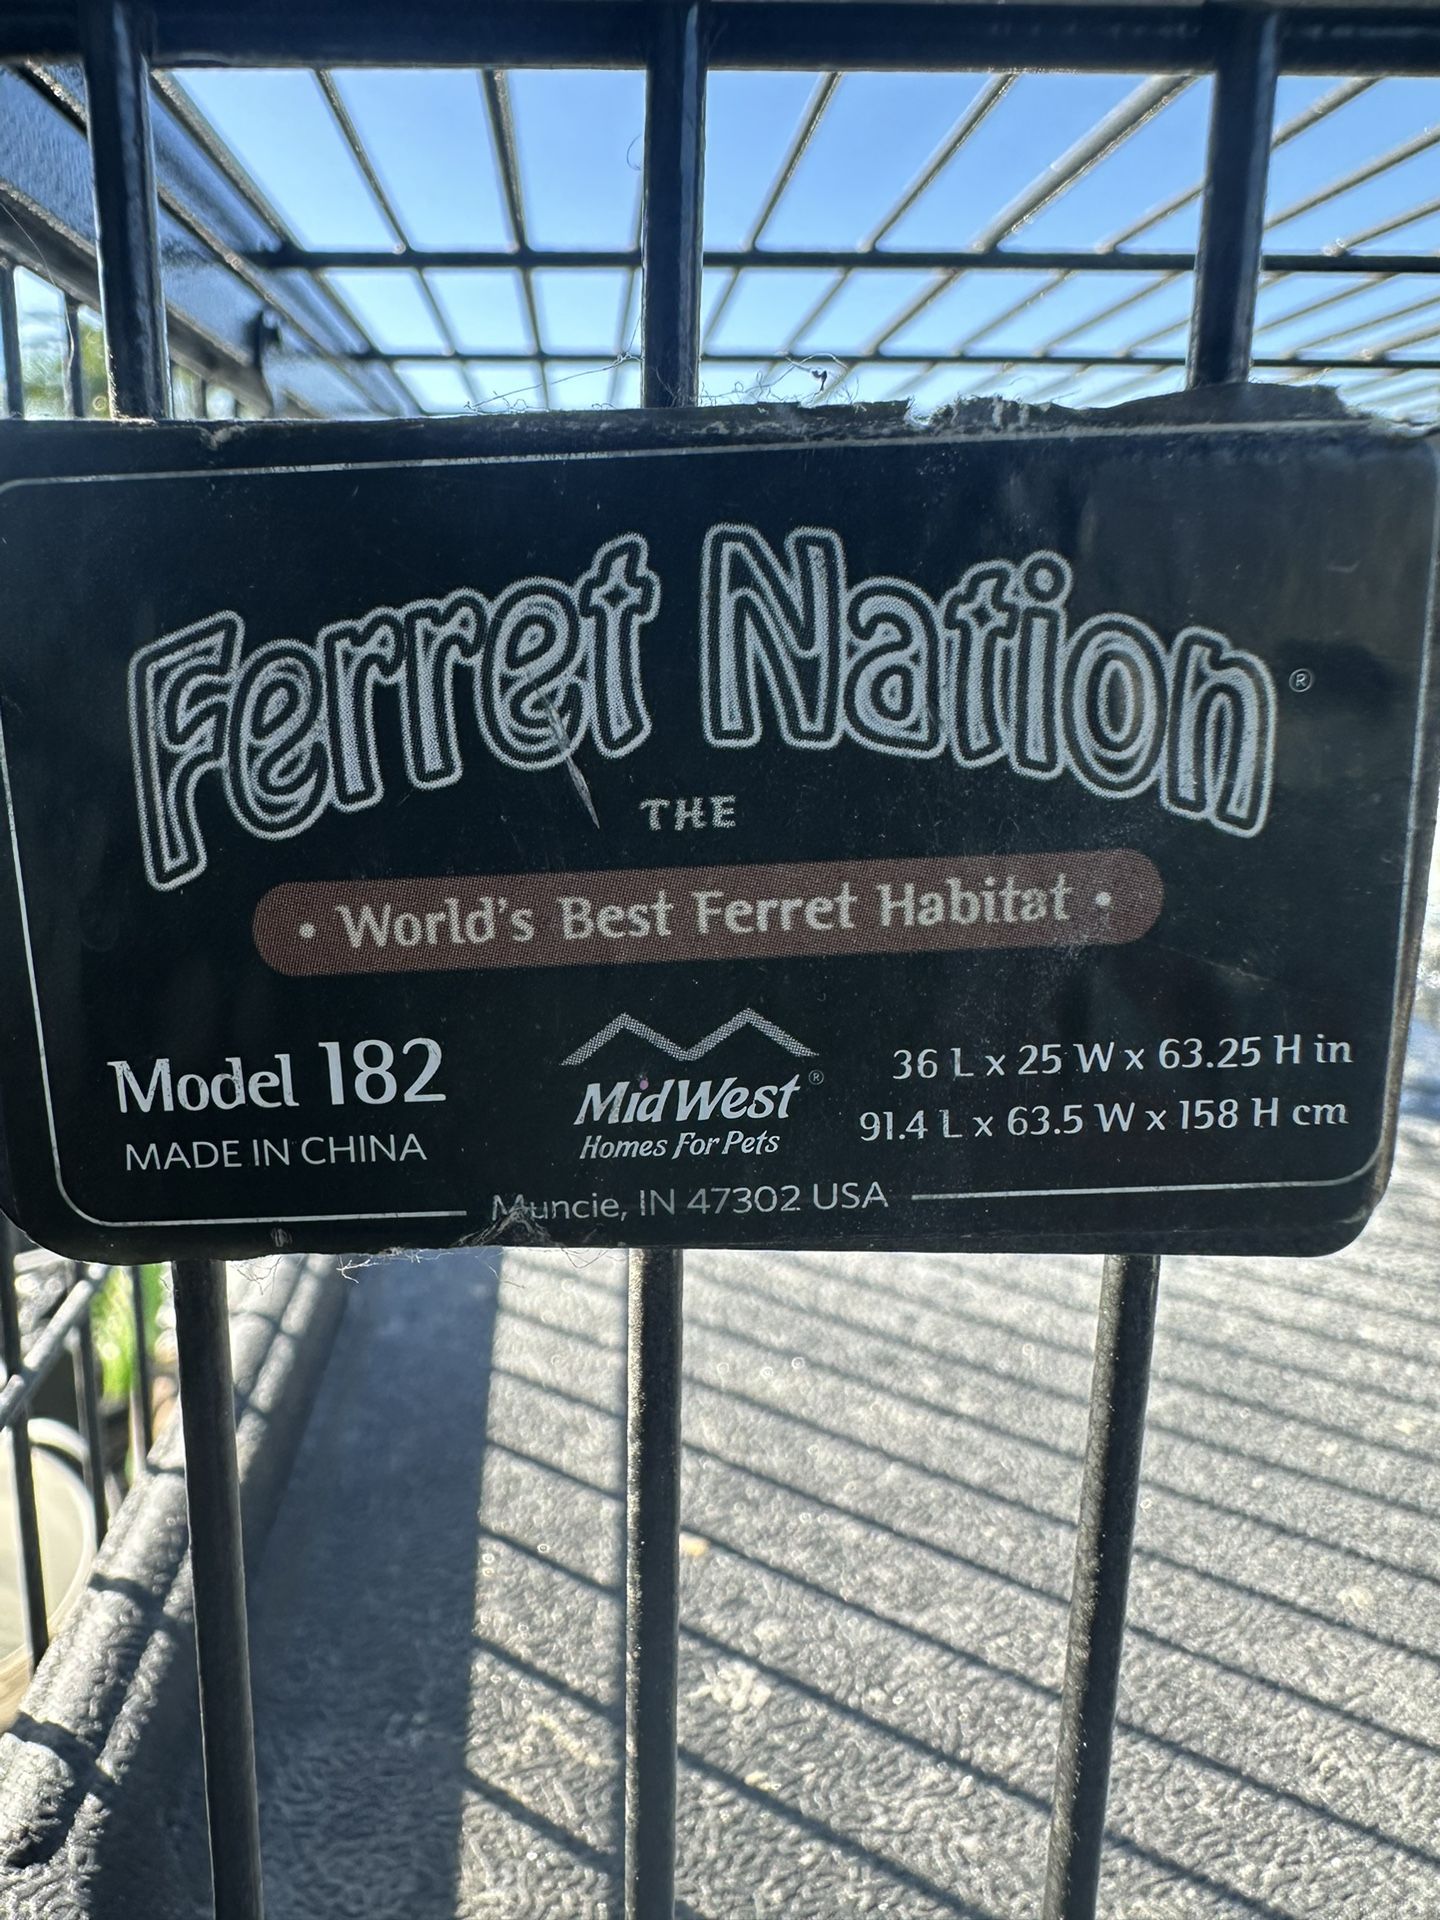 Ferret Nation®
THE
• World's Best Ferret Habitat •
Model 182
MADE IN CHINA
MidWest®
Homes For Pets
36 L x 25 W x 63.25 H in
91.4 L x 63.5 W x 158 H cm
Muncie, IN 47302 USA